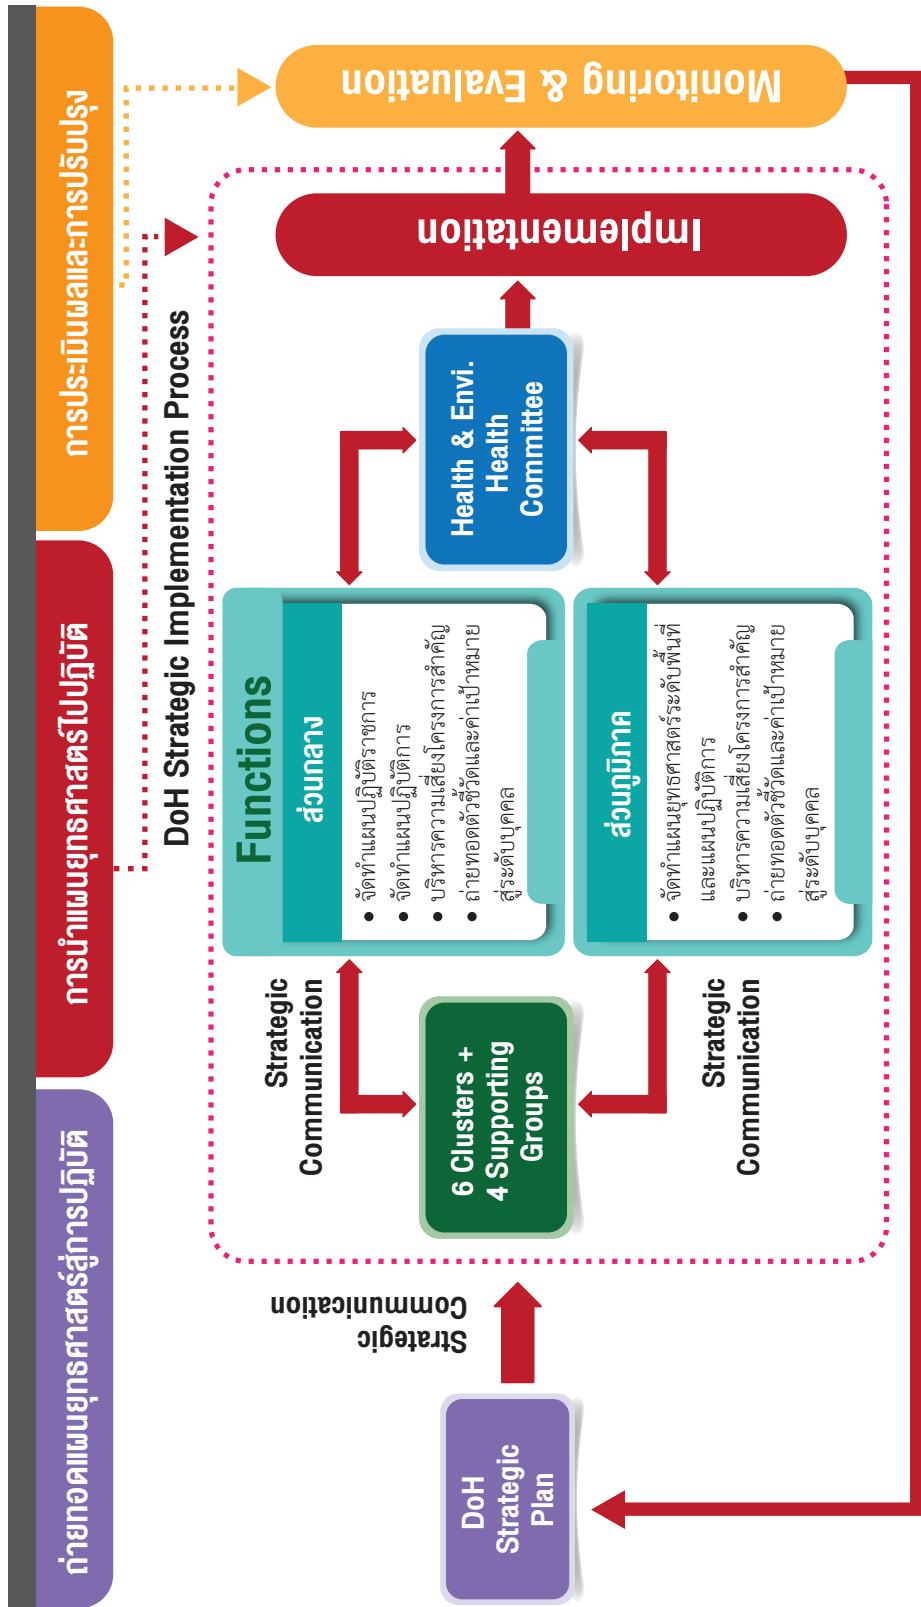 ถ่ายทอดแผนยุทธศาสตร์สู่การปฏิบัติ
การนำแผนยุทธศาสตร์ไปปฏิบัติ
การประเมินผลและการปรับปรุง
DoH Strategic Implementation Process
DoH
Strategic
Plan
Strategic
Communication
6 Clusters +
4 Supporting
Groups
Strategic
Communication
Strategic
Communication
Functions
ส่วนกลาง
• จัดทำแผนปฏิบัติราชการ
• จัดทำแผนปฏิบัติการ
• บริหารความเสี่ยงโครงการสำคัญ
• ถ่ายทอดตัวชี้วัดและค่าเป้าหมาย
สู่ระดับบุคคล
ส่วนภูมิภาค
• จัดทำแผนยุทธศาสตร์ระดับพื้นที่
และแผนปฏิบัติการ
• บริหารความเสี่ยงโครงการสำคัญ
• ถ่ายทอดตัวชี้วัดและค่าเป้าหมาย
สู่ระดับบุคคล
Health & Envi.
Health
Committee
Implementation
Monitoring & Evaluation